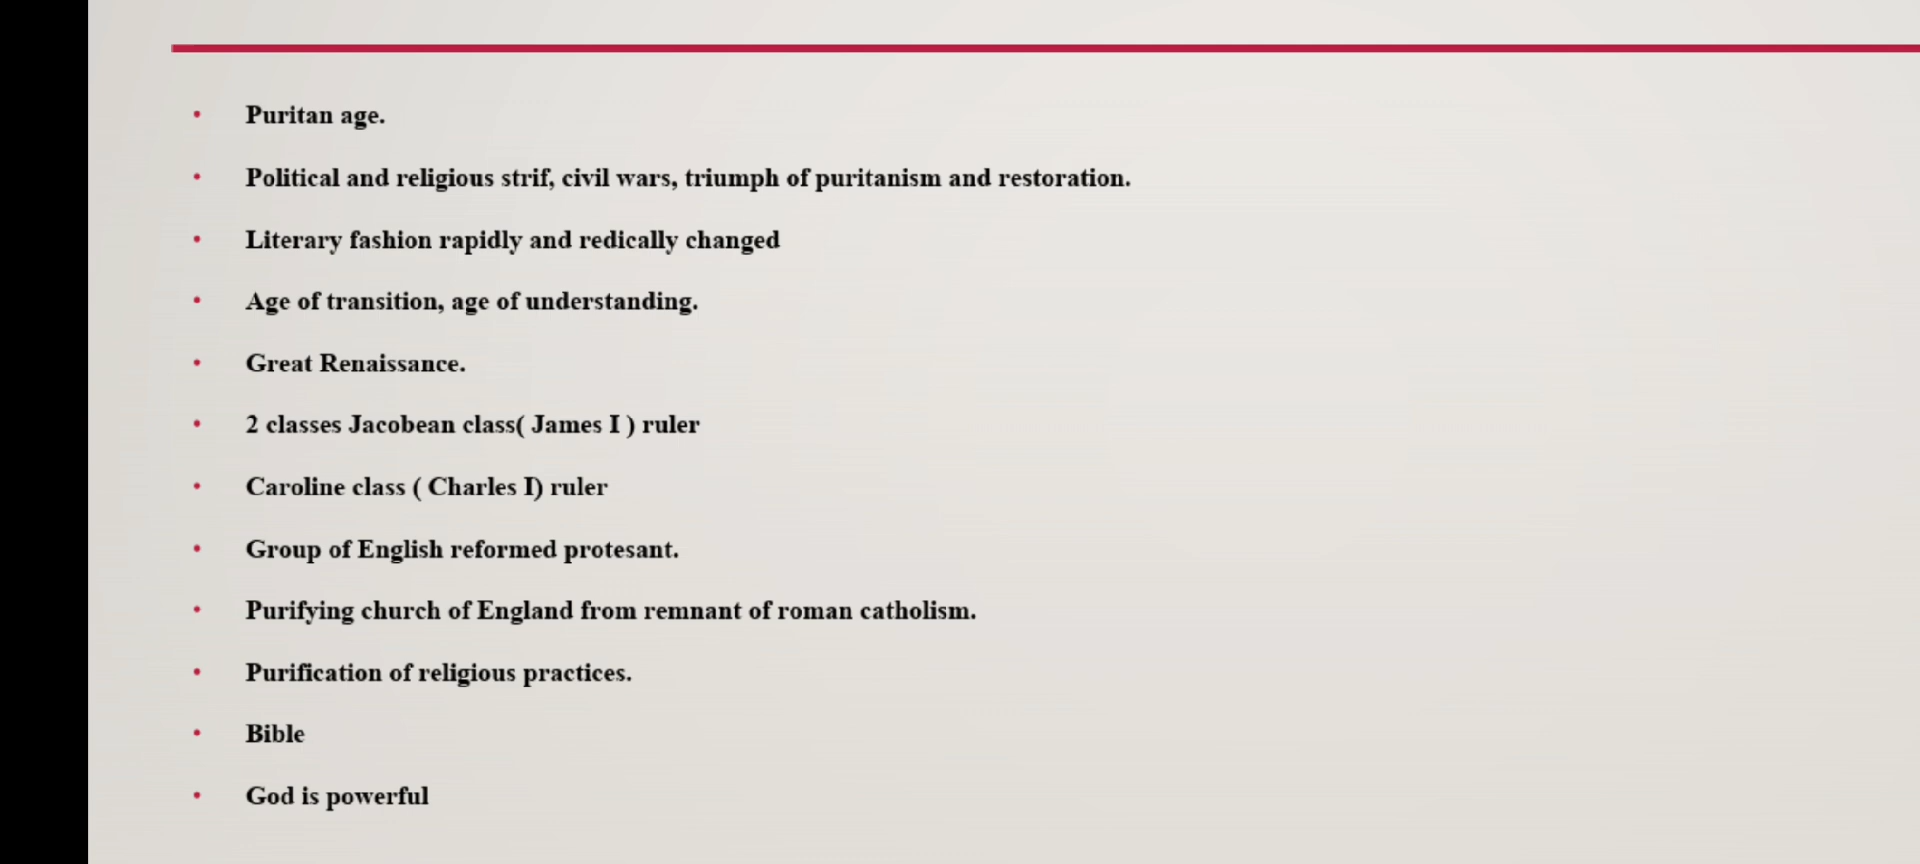 • Puritan age.
• Political and religious strif, civil wars, triumph of puritanism and restoration.
• Literary fashion rapidly and redically changed
• Age of transition, age of understanding.
• Great Renaissance.
• 2 classes Jacobean class( James I ) ruler
• Caroline class ( Charles I) ruler
• Group of English reformed protesant.
• Purifying church of England from remnant of roman catholism.
• Purification of religious practices.
• Bible
• God is powerful